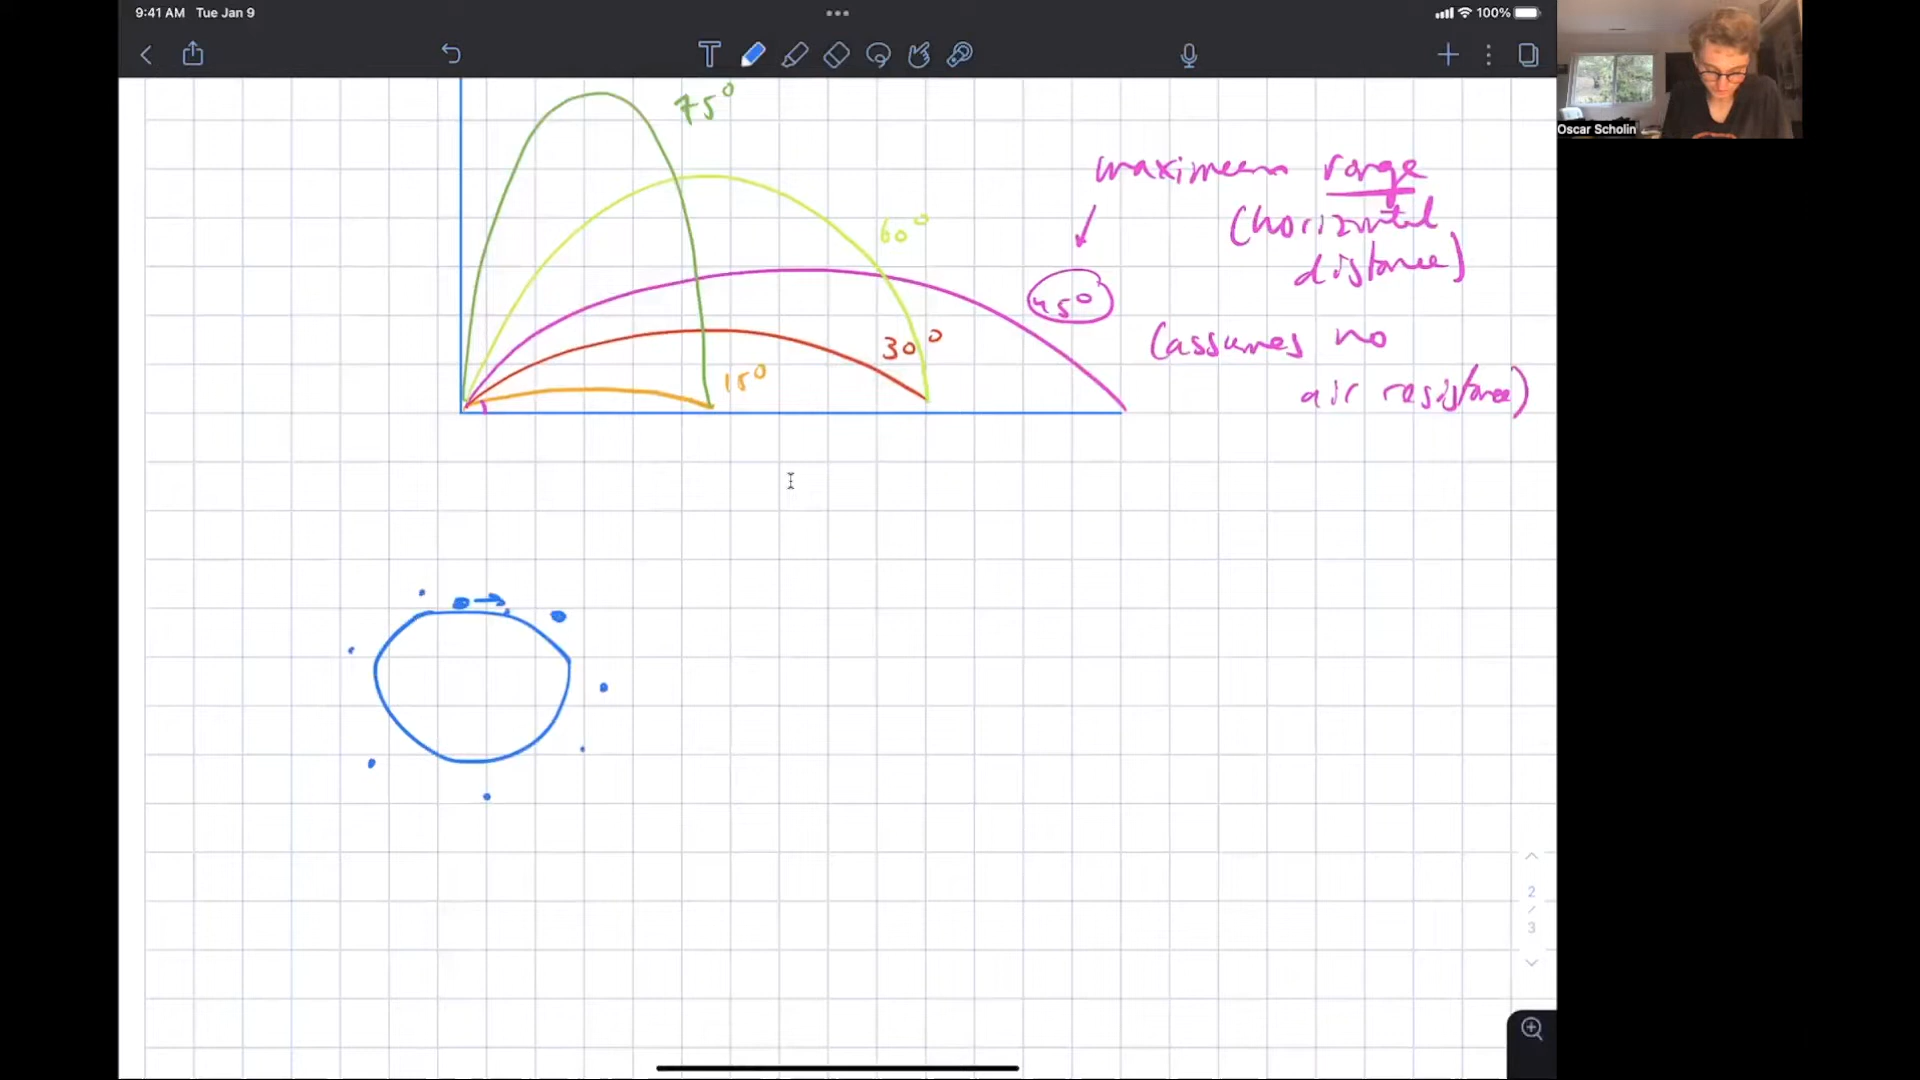 9:41 AM Tue Jan 9
100%
Oscar Scholin
75°
60°
45°
30°
15°
maximum range
(horizontal
distance)
(assumes no
air resistance)
2
/
3